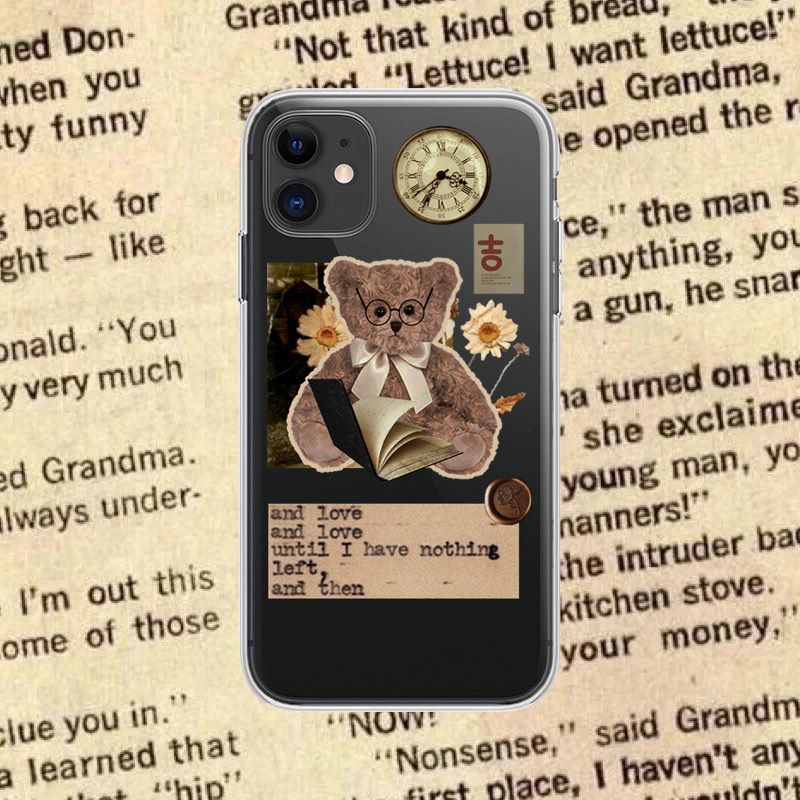 Grandma
"Not that kind of bread,
"Lettuce! I want lettuce!"
said Grandma,
opened the
ned Don-
when you
ty funny
back for
ght — like
onald. "You
y very much
ed Grandma.
always under-
I'm out this
ome of those
clue you in."
a learned that
"hip"
ce," the man
anything, you
a gun, he snar
turned on the
she exclaime
young man, yo
manners!"
the intruder bac
kitchen stove.
your money,"
"NOW!
"Nonsense," said Grandm
first place, I haven't any
吉
and love
and love
until I have nothing
left,
and then